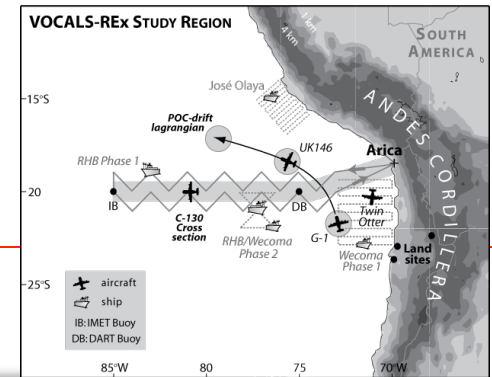 VOCALS-REx STUDY REGION
1 km
4 km
SOUTH
AMERICA
José Olaya
15°S
POC-drift
lagrangian
UK146
ANDES CORDILLERA
Arica
RHB Phase 1
20
IB
C-130
Cross
section
DB
Twin
Otter
G-1
RHB/Wecoma
Phase 2
Wecoma
Phase 1
Land
sites
25°S
aircraft
ship
IB: IMET Buoy
DB: DART Buoy
85°W
80
75
70°W